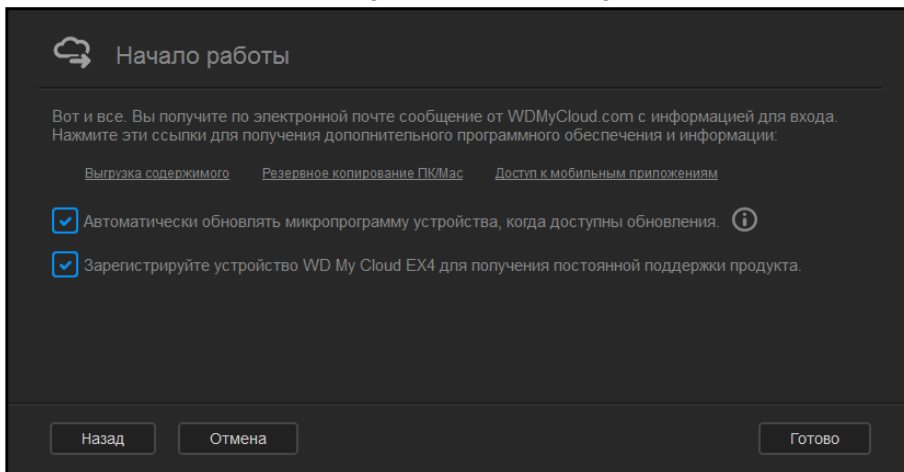 Начало работы
Вот и все. Вы получите по электронной почте сообщение от WDMyCloud.com с информацией для входа.
Нажмите эти ссылки для получения дополнительного программного обеспечения и информации:
Выгрузка содержимого Резервное копирование ПК/Mac Доступ к мобильным приложениям
Автоматически обновлять микропрограмму устройства, когда доступны обновления.
Зарегистрируйте устройство WD My Cloud EX4 для получения постоянной поддержки продукта.
Назад Отмена Готово